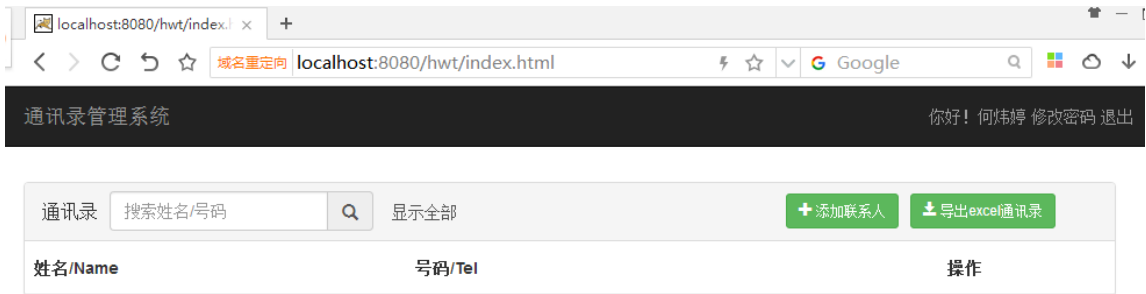 localhost:8080/hwt/index.h
域名重定向 localhost:8080/hwt/index.html Google
通讯录管理系统 你好！何炜婷 修改密码 退出
通讯录 搜索姓名/号码 显示全部 添加联系人 导出excel通讯录
姓名/Name 号码/Tel 操作